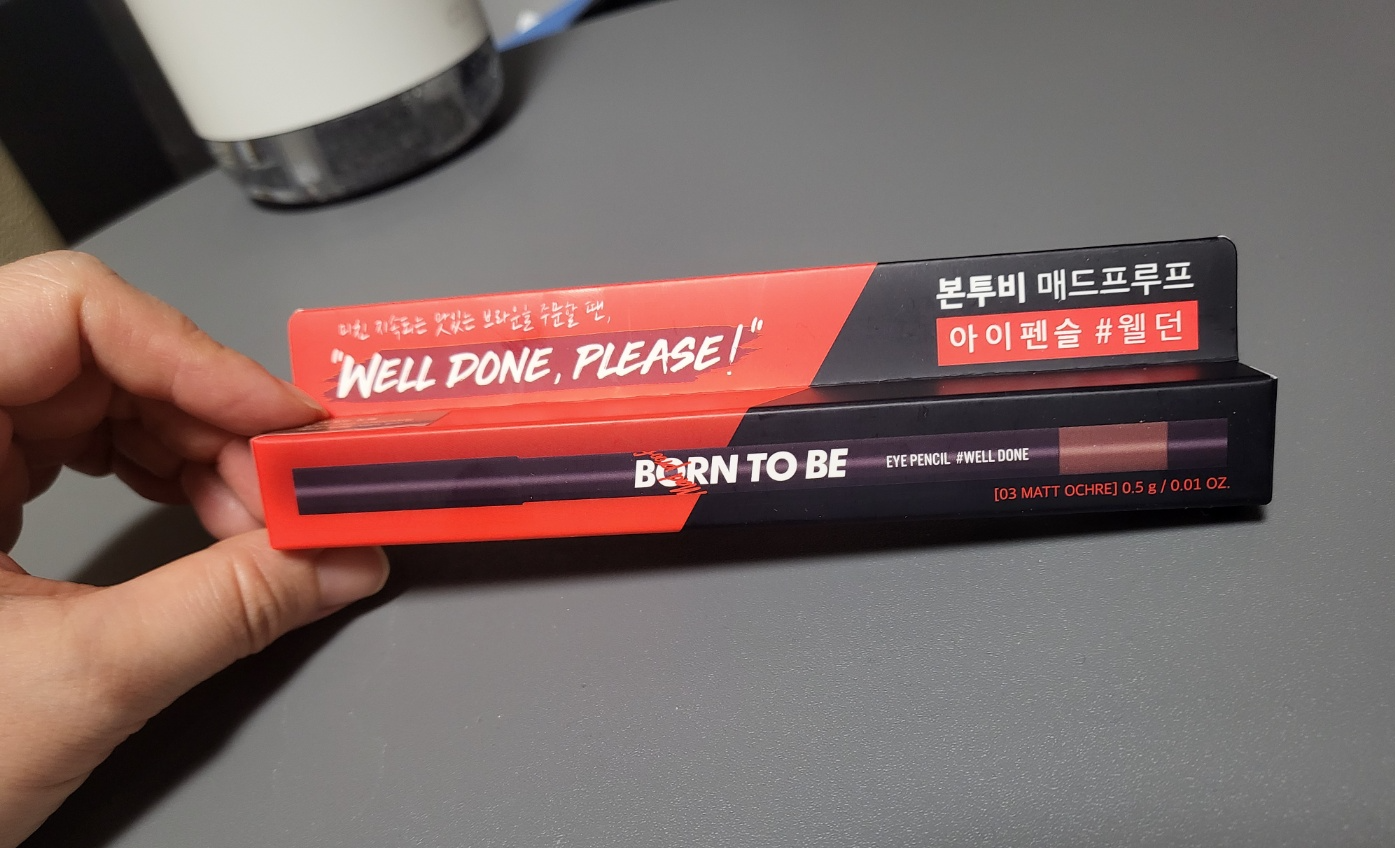 미친 지속되는 맛있는 브라운을 주문할 땐,
"WELL DONE, PLEASE!"
본투비 매드프루프
아이펜슬 #웰던
BORN TO BE
EYE PENCIL #WELL DONE
[03 MATT OCHRE] 0.5 g / 0.01 OZ.